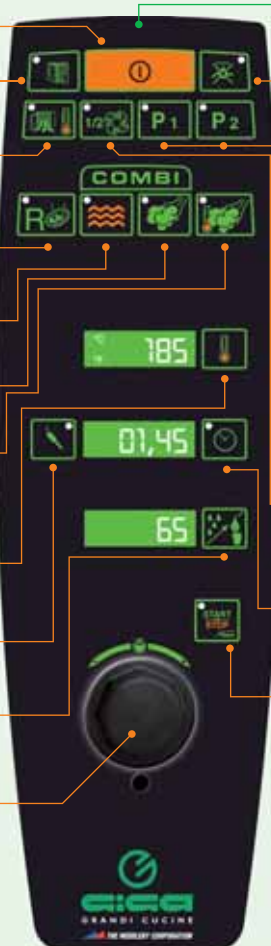 1/2
P1
P2
COMBI
R
°C
185
01,45
65
START
STOP
GiGA
GRANDI CUCINE
THE MIDDLEBY CORPORATION